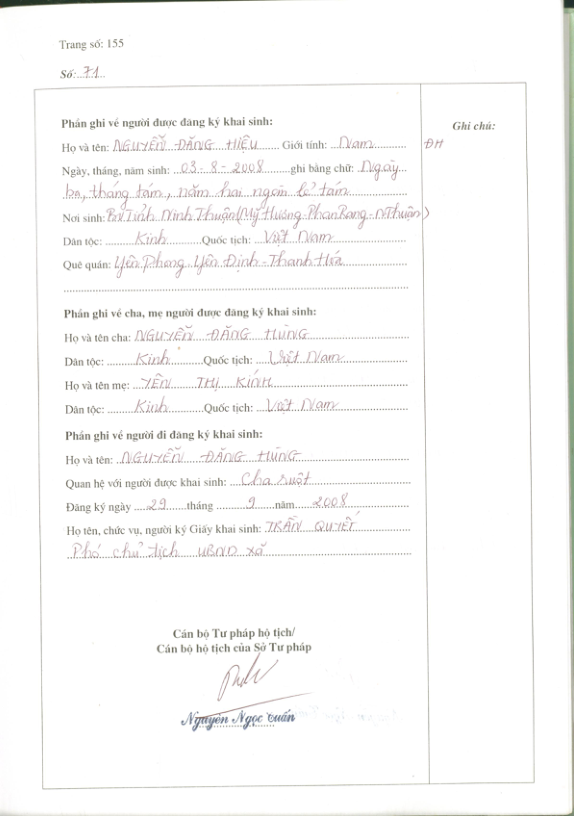 Trang số: 155
Số: 71
Phần ghi về người được đăng ký khai sinh:
Ghi chú:
Họ và tên: NGUYỄN ĐĂNG HIỆU Giới tính: Nam
ĐH
Ngày, tháng, năm sinh: 03-8-2008 ghi bằng chữ: Ngày
ba, tháng tám, năm hai ngàn lẻ tám
Nơi sinh: BV Tỉnh Ninh Thuận (Mỹ Hương-Phan Rang-NThuận)
Dân tộc: Kinh Quốc tịch: Việt Nam
Quê quán: Yên Phong Yên Định-Thanh Hóa
Phần ghi về cha, mẹ người được đăng ký khai sinh:
Họ và tên cha: NGUYỄN ĐĂNG HÙNG
Dân tộc: Kinh Quốc tịch: Việt Nam
Họ và tên mẹ: YÊN THỊ KÍNH
Dân tộc: Kinh Quốc tịch: Việt Nam
Phần ghi về người đi đăng ký khai sinh:
Họ và tên: NGUYỄN ĐĂNG HÙNG
Quan hệ với người được khai sinh: Cha ruột
Đăng ký ngày 29 tháng 9 năm 2008
Họ tên, chức vụ, người ký Giấy khai sinh: TRẦN QUYẾT
Phó chủ tịch UBND xã
Cán bộ Tư pháp hộ tịch/
Cán bộ hộ tịch của Sở Tư pháp
Nguyễn Ngọc Tuấn